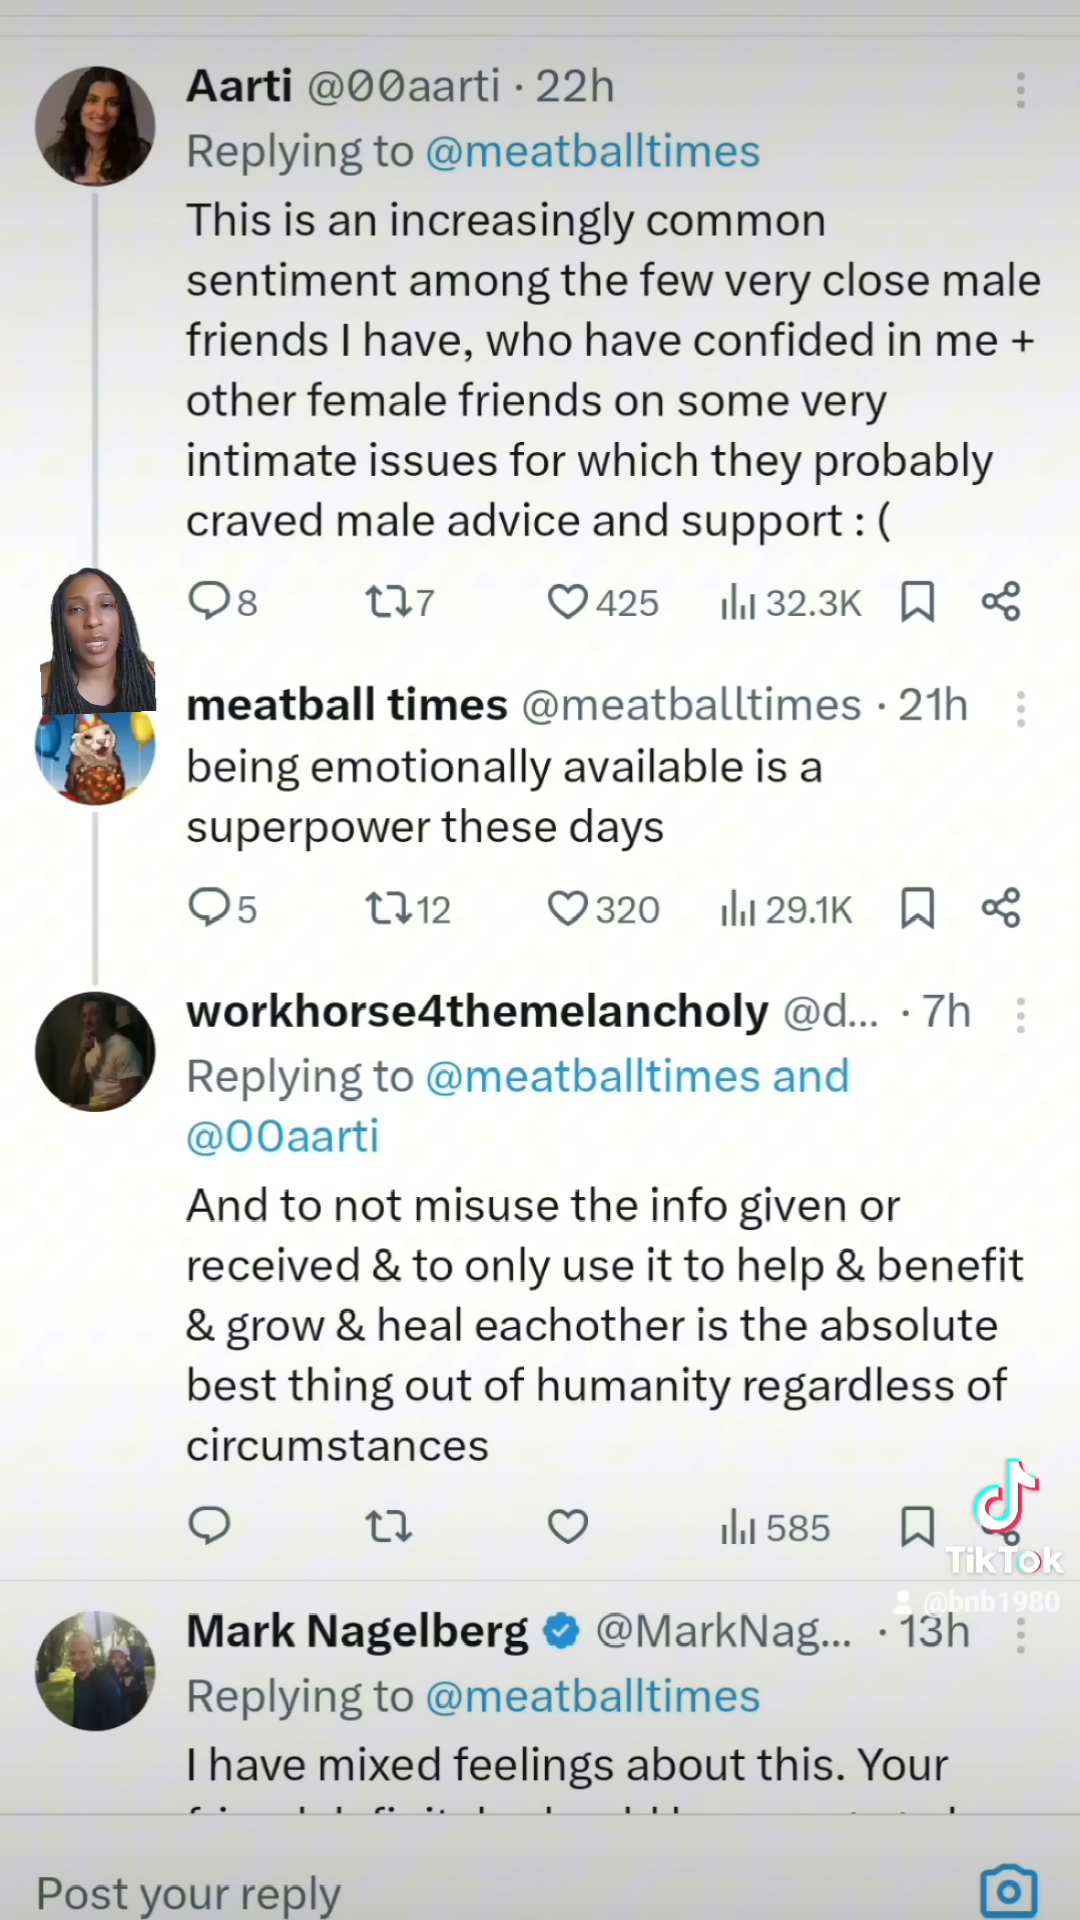 Aarti @00aarti · 22h
Replying to @meatballtimes
This is an increasingly common
sentiment among the few very close male
friends I have, who have confided in me +
other female friends on some very
intimate issues for which they probably
craved male advice and support : (
8 7 425 32.3K
meatball times @meatballtimes · 21h
being emotionally available is a
superpower these days
5 12 320 29.1K
workhorse4themelancholy @d... · 7h
Replying to @meatballtimes and
@00aarti
And to not misuse the info given or
received & to only use it to help & benefit
& grow & heal eachother is the absolute
best thing out of humanity regardless of
circumstances
585
TikTok
@bnb1980
Mark Nagelberg @MarkNag... · 13h
Replying to @meatballtimes
I have mixed feelings about this. Your
Post your reply